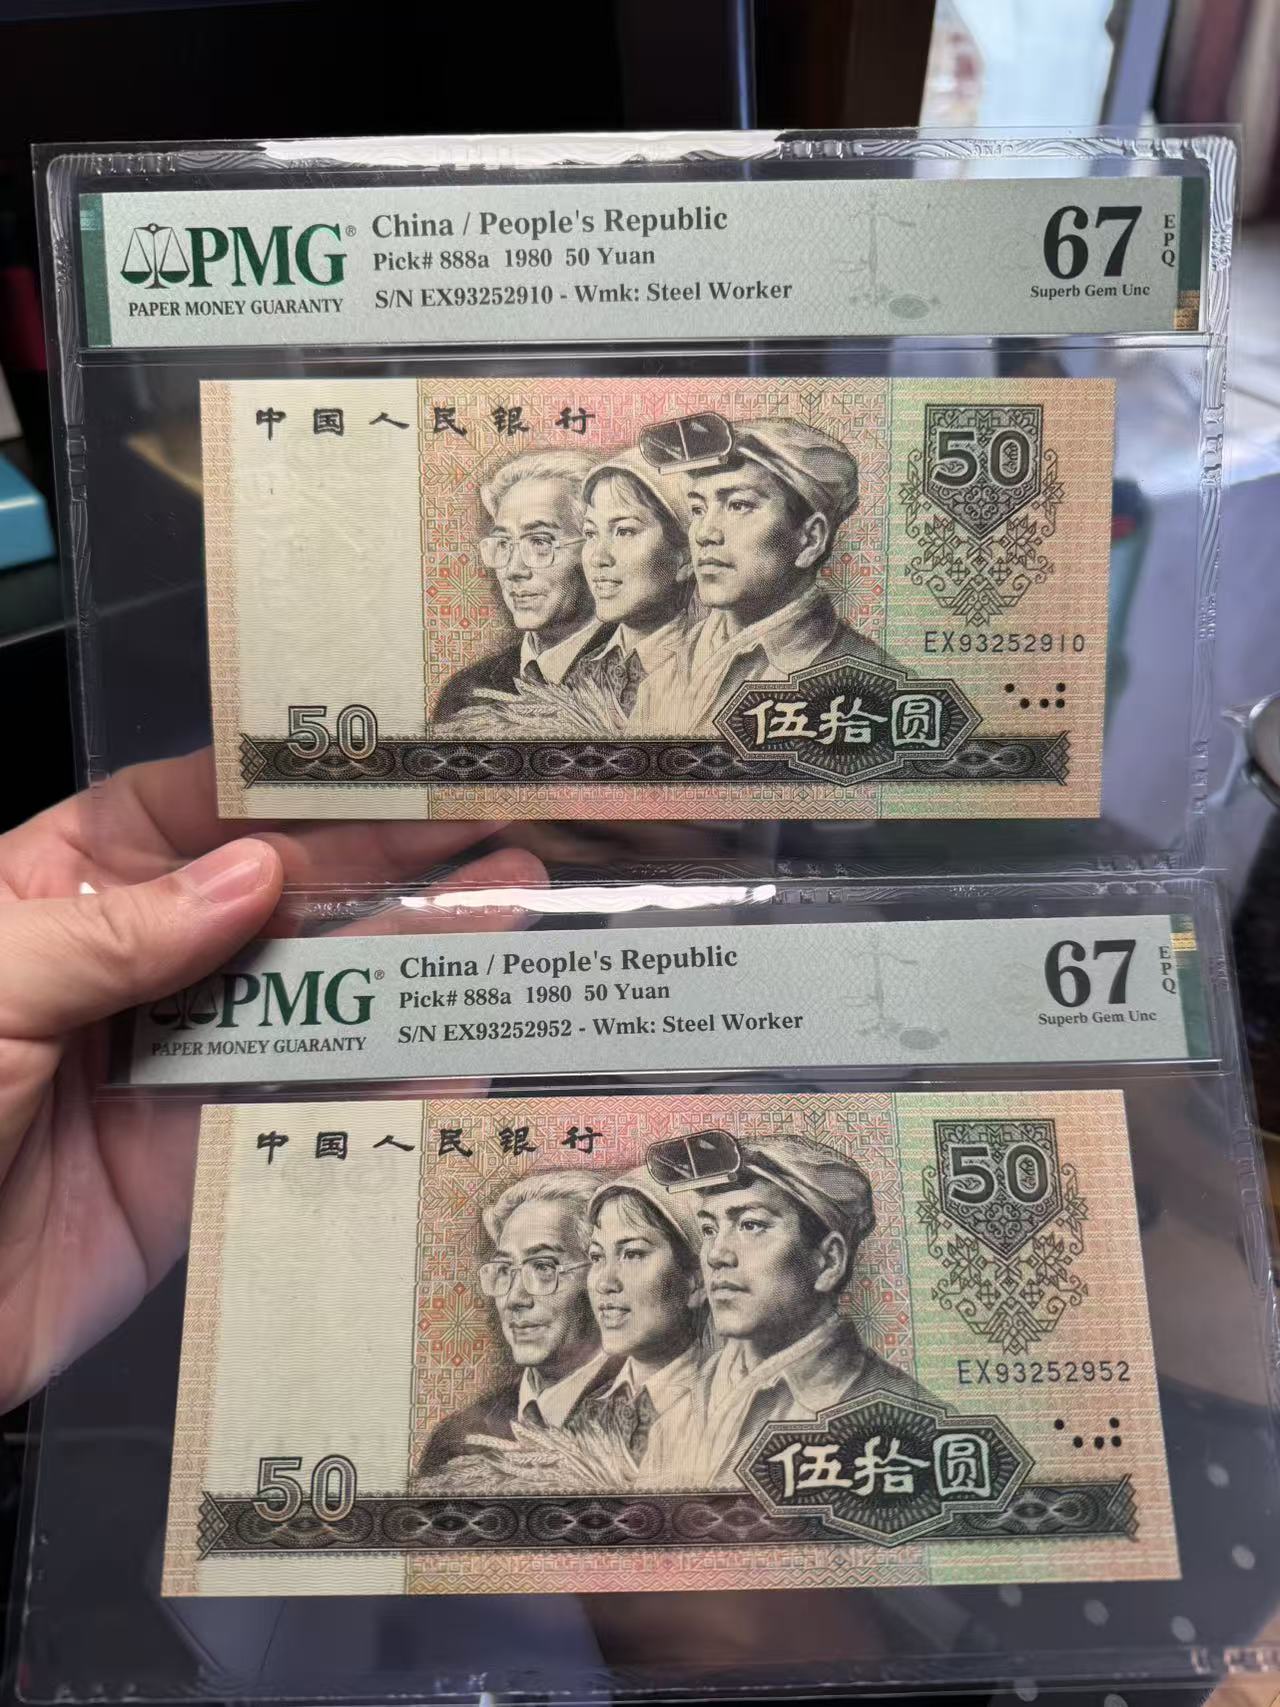 PMG®
PAPER MONEY GUARANTY
China / People's Republic
Pick# 888a 1980 50 Yuan
S/N EX93252910 - Wmk: Steel Worker
67
EPQ
Superb Gem Unc
中国人民银行
50
EX93252910
50
伍拾圆
PMG®
PAPER MONEY GUARANTY
China / People's Republic
Pick# 888a 1980 50 Yuan
S/N EX93252952 - Wmk: Steel Worker
67
EPQ
Superb Gem Unc
中国人民银行
50
EX93252952
50
伍拾圆